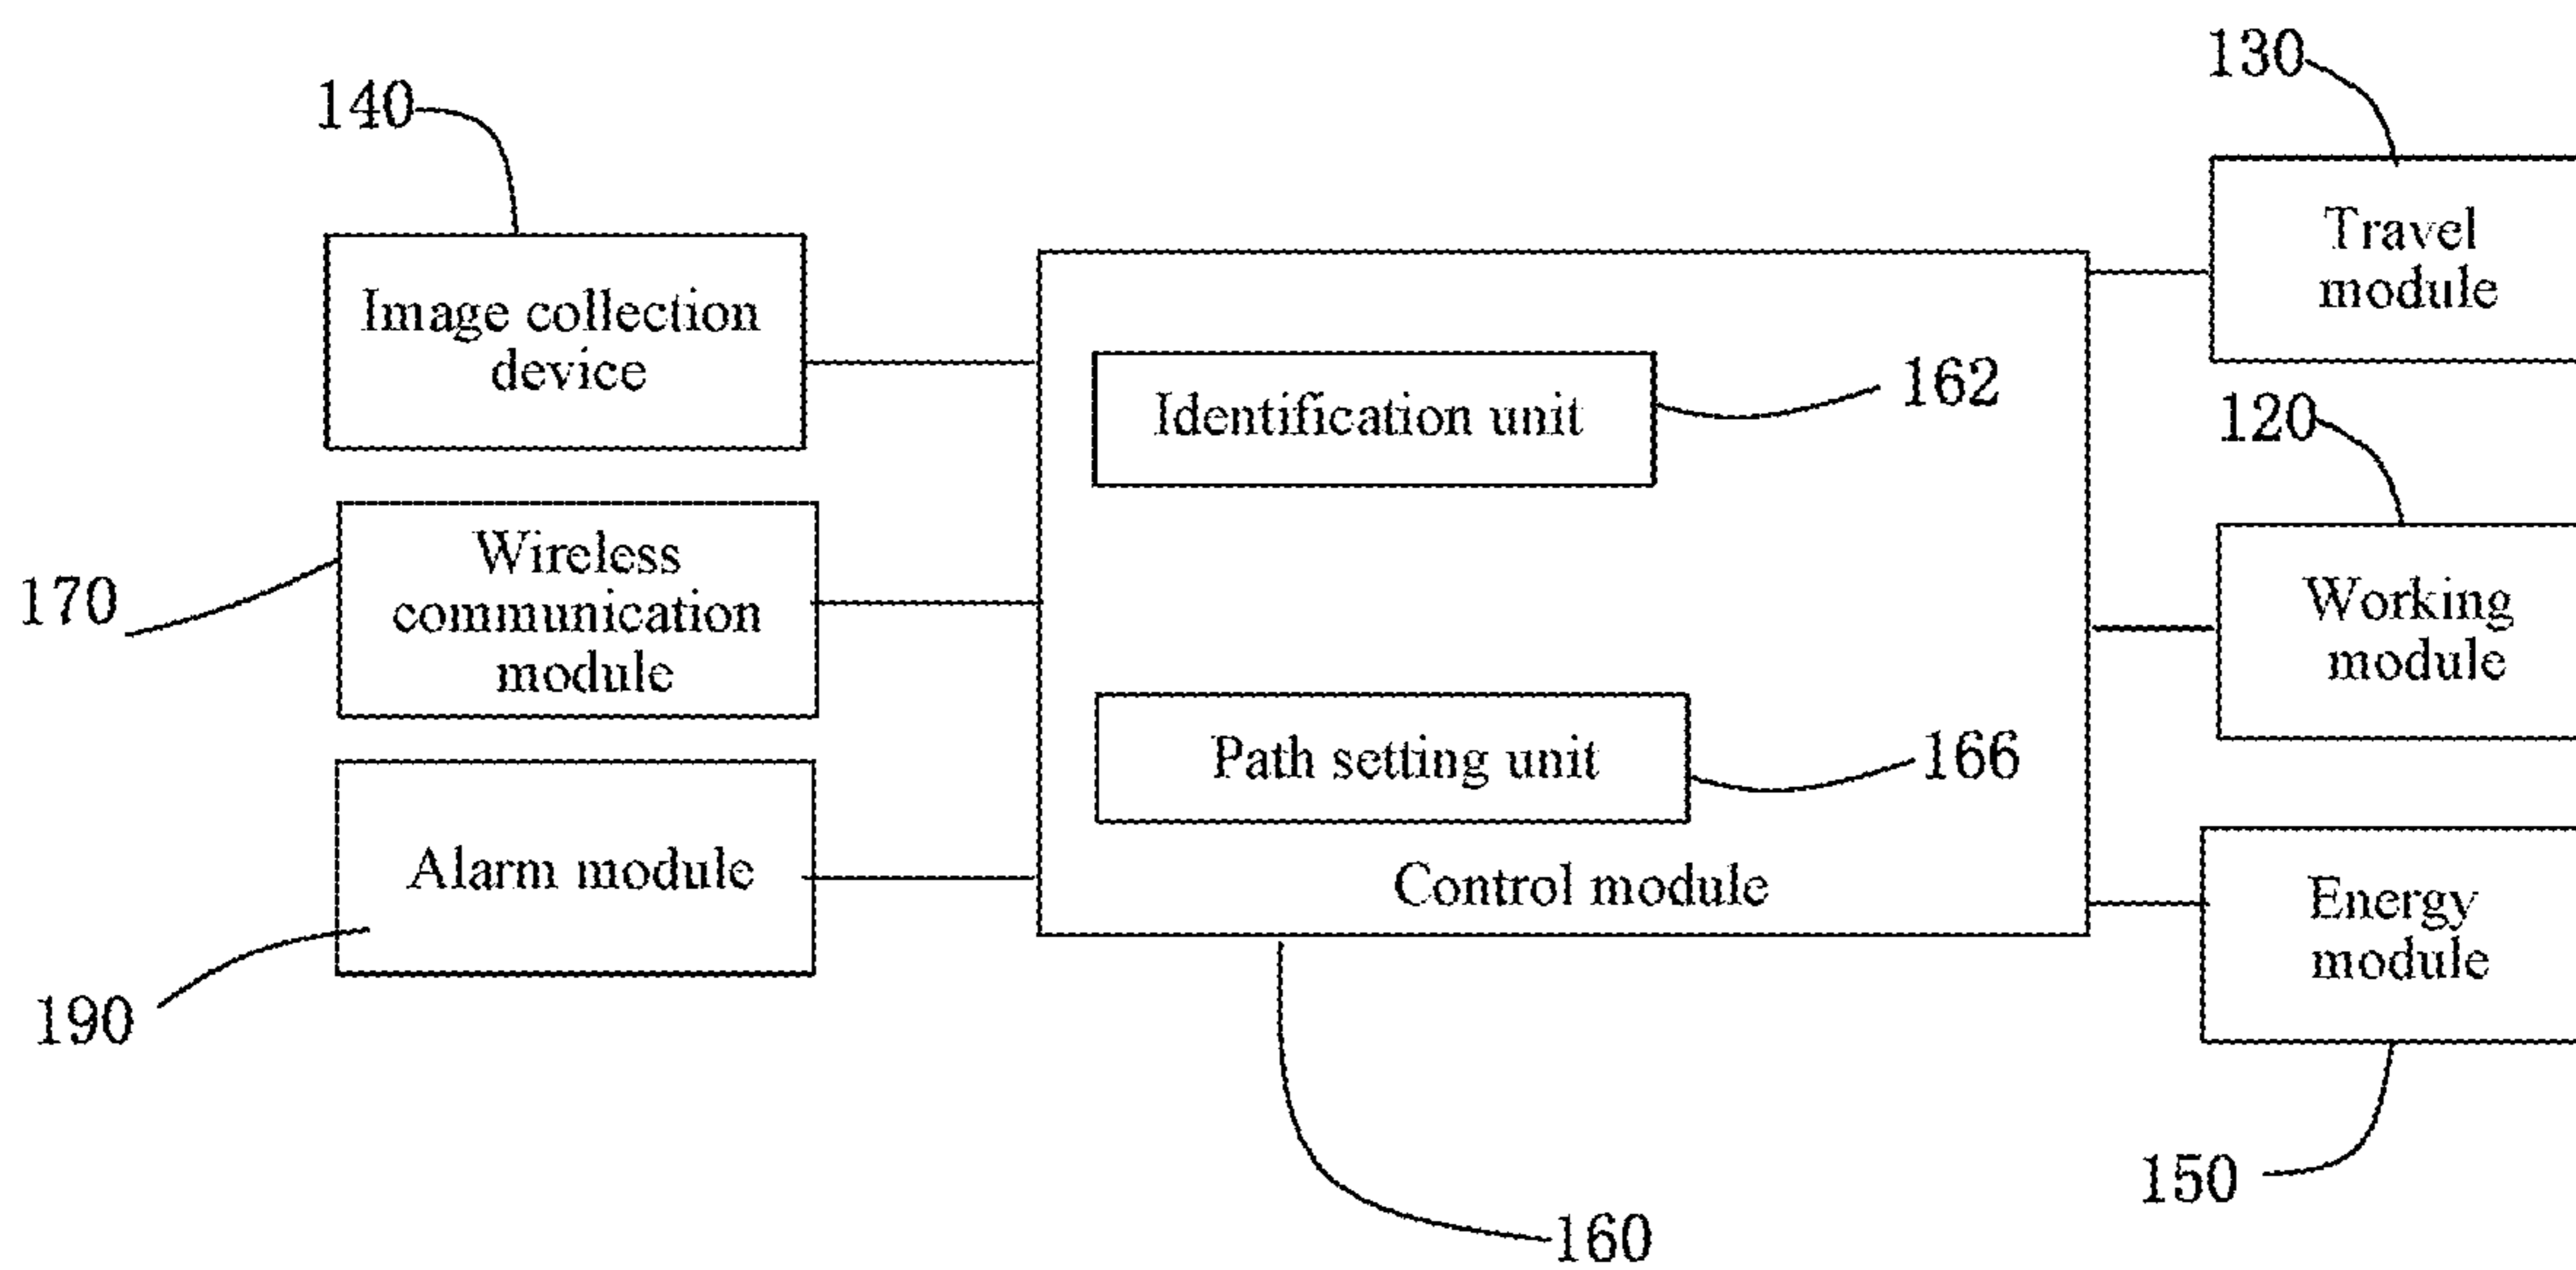 130
140
Travel
module
Image collection
device
162
Identification unit
120
Wireless
communication
module
170
Working
module
Path setting unit
166
Alarm module
Control module
Energy
module
190
150
160